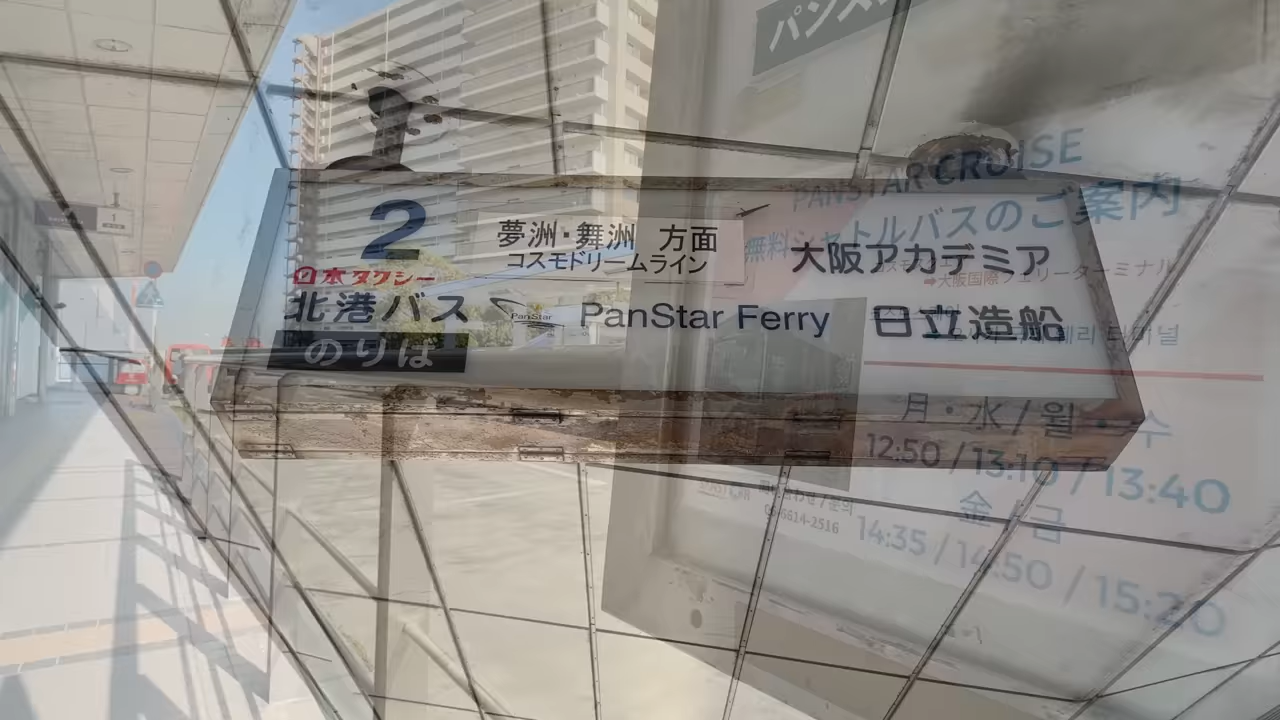 2
夢洲・舞洲 方面
コスモドリームライン
大阪アカデミア
日本タクシー
北港バス
PanStar
PanStar Ferry
日立造船
のりば
1
PANSTAR CRUISE
無料シャトルバスのご案内
➡大阪国際フェリーターミナル
月・水 / 월・수
12:50 / 13:10 / 13:40
金 / 금
14:35 / 14:50 / 15:20